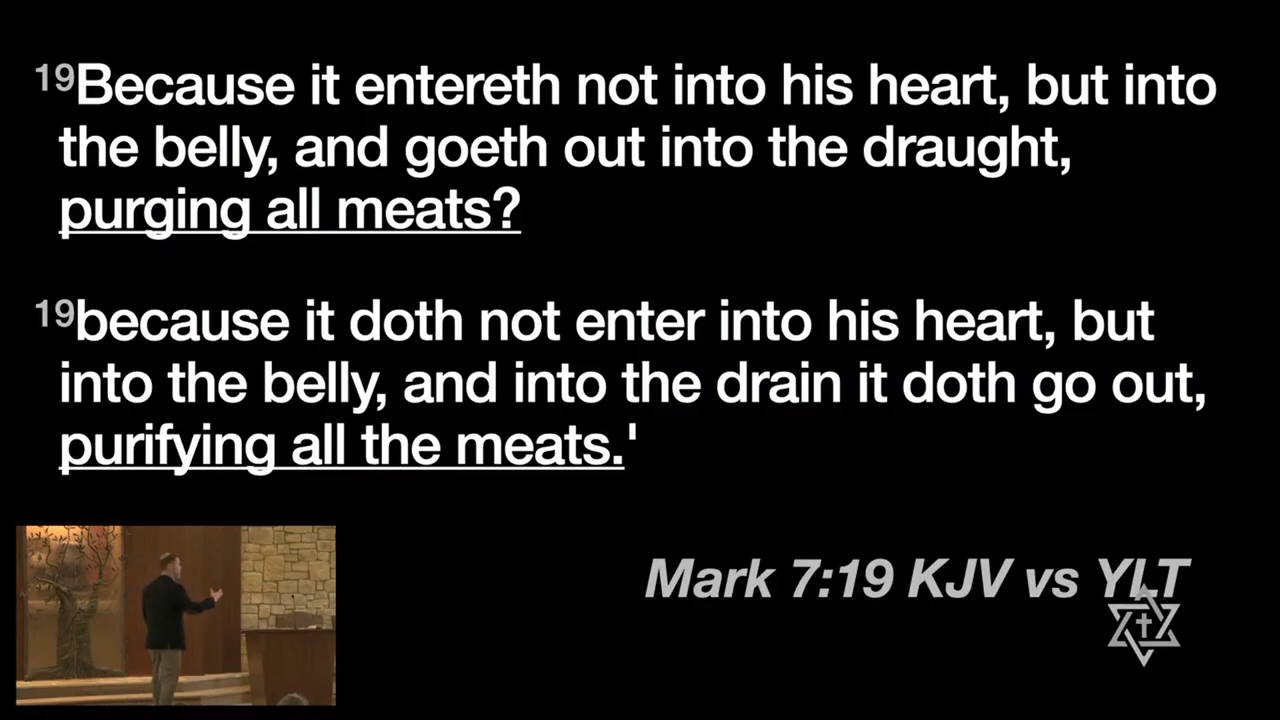 19Because it entereth not into his heart, but into
the belly, and goeth out into the draught,
purging all meats?
19because it doth not enter into his heart, but
into the belly, and into the drain it doth go out,
purifying all the meats.'
Mark 7:19 KJV vs YLT